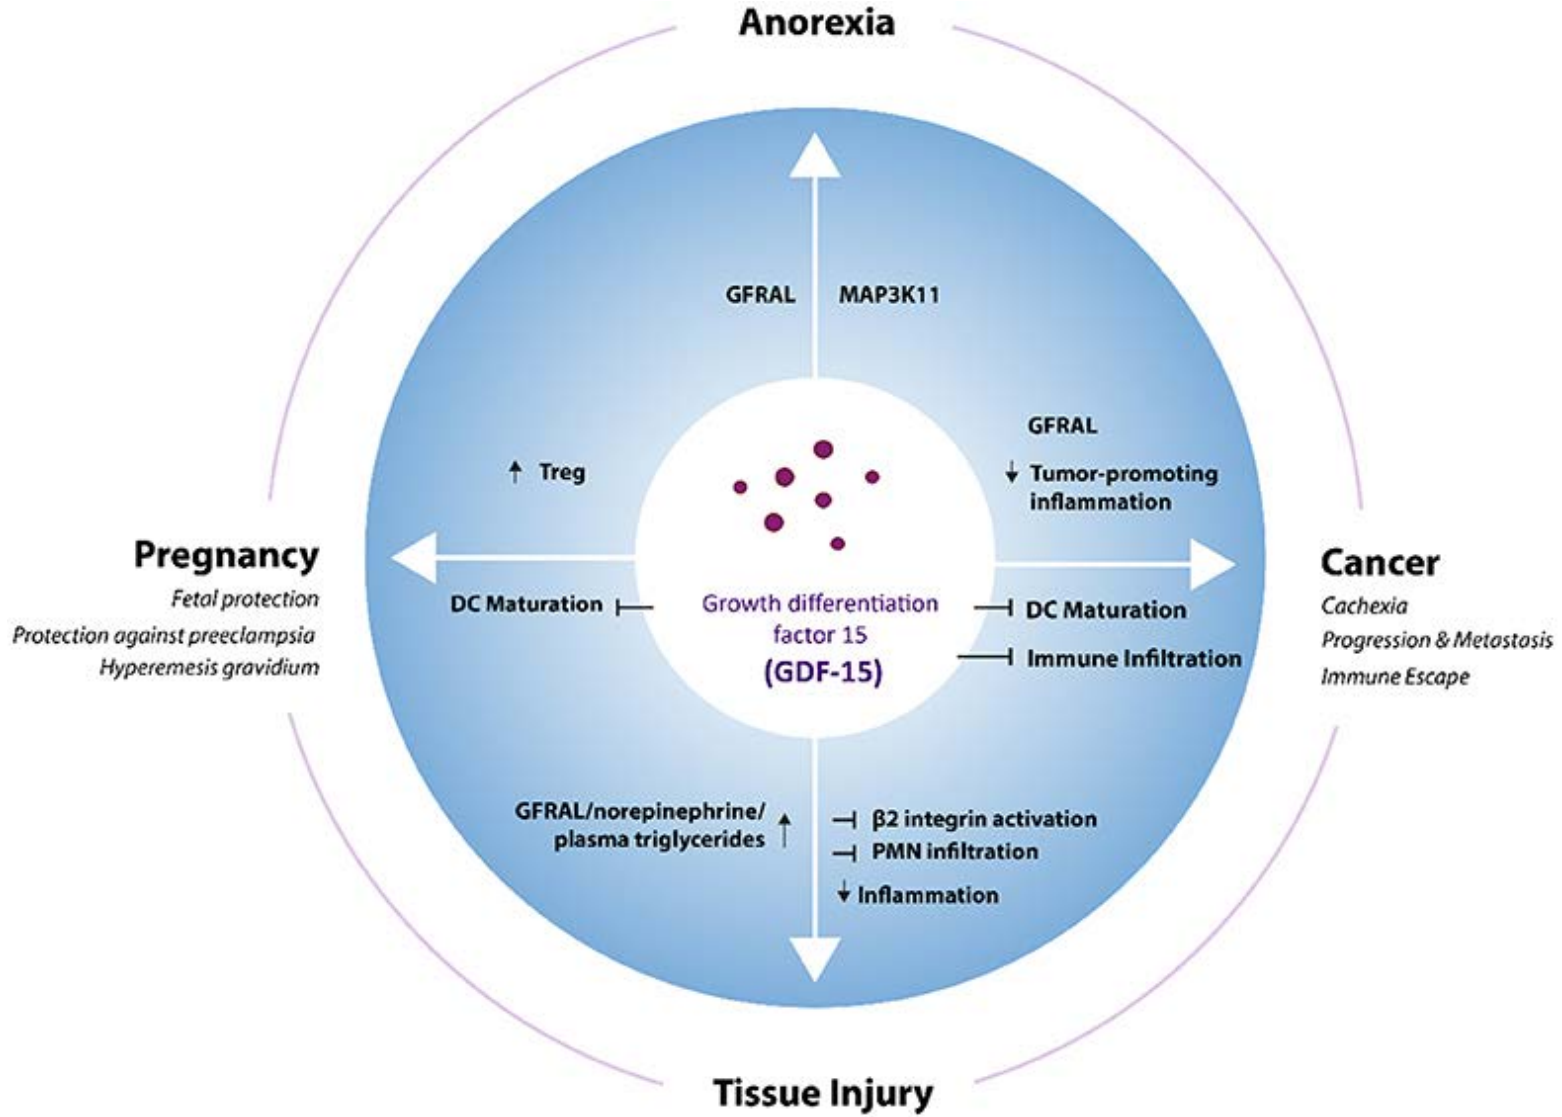 Anorexia
GFRAL
MAP3K11
GFRAL
↓ Tumor-promoting
inflammation
↑ Treg
Pregnancy
Fetal protection
Protection against preeclampsia
Hyperemesis gravidium
DC Maturation
Growth differentiation
factor 15
(GDF-15)
DC Maturation
Immune Infiltration
Cancer
Cachexia
Progression & Metastasis
Immune Escape
GFRAL/norepinephrine/
plasma triglycerides ↑
β2 integrin activation
PMN infiltration
↓ Inflammation
Tissue Injury